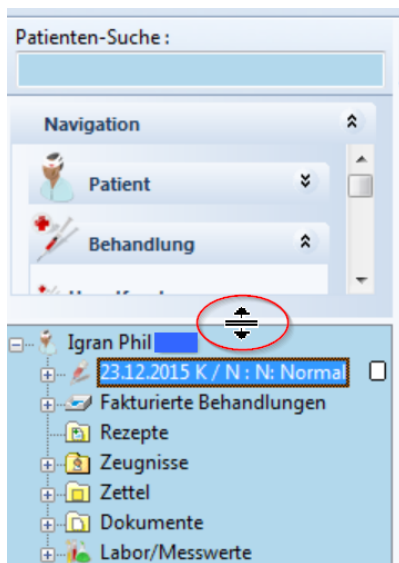 Patienten-Suche :
Navigation
Patient
Behandlung
Igran Phil
23.12.2015 K / N : N: Normal
Fakturierte Behandlungen
Rezepte
Zeugnisse
Zettel
Dokumente
Labor/Messwerte